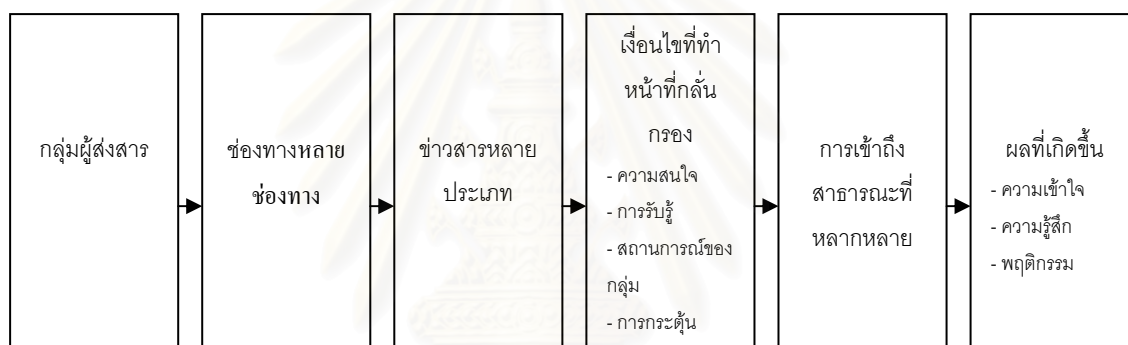 กลุ่มผู้ส่งสาร
ช่องทางหลาย
ช่องทาง
ข่าวสารหลาย
ประเภท
เงื่อนไขที่ทำ
หน้าที่กลั่น
กรอง
- ความสนใจ
- การรับรู้
- สถานการณ์ของ
กลุ่ม
- การกระตุ้น
การเข้าถึง
สาธารณะที่
หลากหลาย
ผลที่เกิดขึ้น
- ความเข้าใจ
- ความรู้สึก
- พฤติกรรม